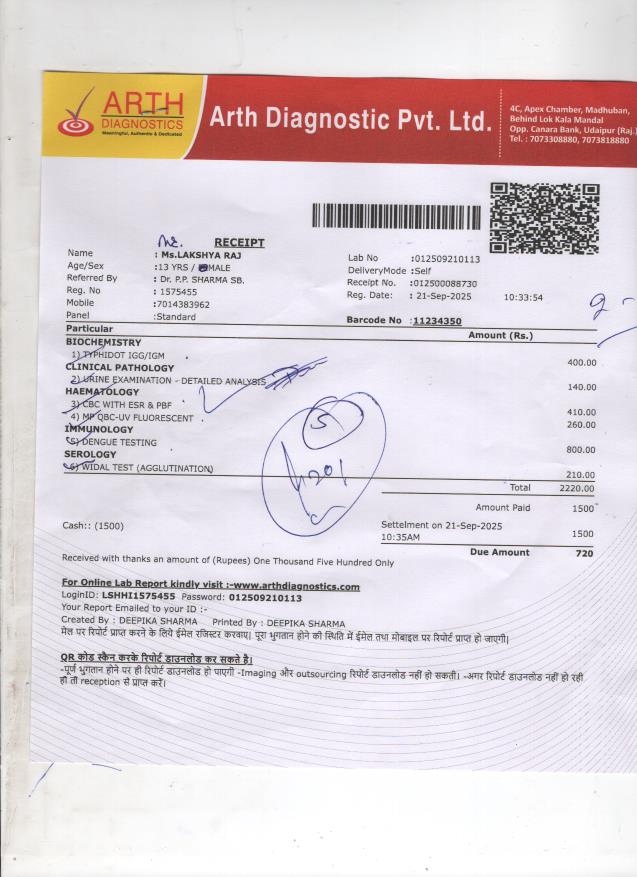 ARTH
DIAGNOSTICS
Meaningful, Authentic & Dedicated
Arth Diagnostic Pvt. Ltd.
4C, Apex Chamber, Madhuban,
Behind Lok Kala Mandal
Opp. Canara Bank, Udaipur (Raj.)
Tel. : 7073308880, 7073818880
Mr.
RECEIPT
Name : Ms.LAKSHYA RAJ
Age/Sex :13 YRS / MALE
Referred By : Dr. P.P. SHARMA SB.
Reg. No : 1575455
Mobile :7014383962
Panel :Standard
Lab No :012509210113
DeliveryMode :Self
Receipt No. :012500088730
Reg. Date: : 21-Sep-2025 10:33:54
Barcode No :11234350
Particular Amount (Rs.)
BIOCHEMISTRY
1) TYPHIDOT IGG/IGM 400.00
CLINICAL PATHOLOGY
2) URINE EXAMINATION - DETAILED ANALYSIS 140.00
HAEMATOLOGY
3) CBC WITH ESR & PBF 410.00
4) MP QBC-UV FLUORESCENT 260.00
IMMUNOLOGY
5) DENGUE TESTING 800.00
SEROLOGY
6) WIDAL TEST (AGGLUTINATION) 210.00
5
Total 2220.00
Amount Paid 1500
Cash:: (1500)
Settelment on 21-Sep-2025
10:35AM 1500
Due Amount 720
Received with thanks an amount of (Rupees) One Thousand Five Hundred Only
For Online Lab Report kindly visit :-www.arthdiagnostics.com
LoginID: LSHHI1575455 Password: 012509210113
Your Report Emailed to your ID :-
Created By : DEEPIKA SHARMA Printed By : DEEPIKA SHARMA
मेल पर रिपोर्ट प्राप्त करने के लिये ईमेल रजिस्टर करवाए। पूरा भुगतान होने की स्थिति में ईमेल तथा मोबाइल पर रिपोर्ट प्राप्त हो जाएगी।
QR कोड स्कैन करके रिपोर्ट डाउनलोड कर सकते है।
-पूर्ण भुगतान होने पर ही रिपोर्ट डाउनलोड हो पाएगी -Imaging और outsourcing रिपोर्ट डाउनलोड नहीं हो सकती। -अगर रिपोर्ट डाउनलोड नहीं हो रही
हो तो reception से प्राप्त करें।